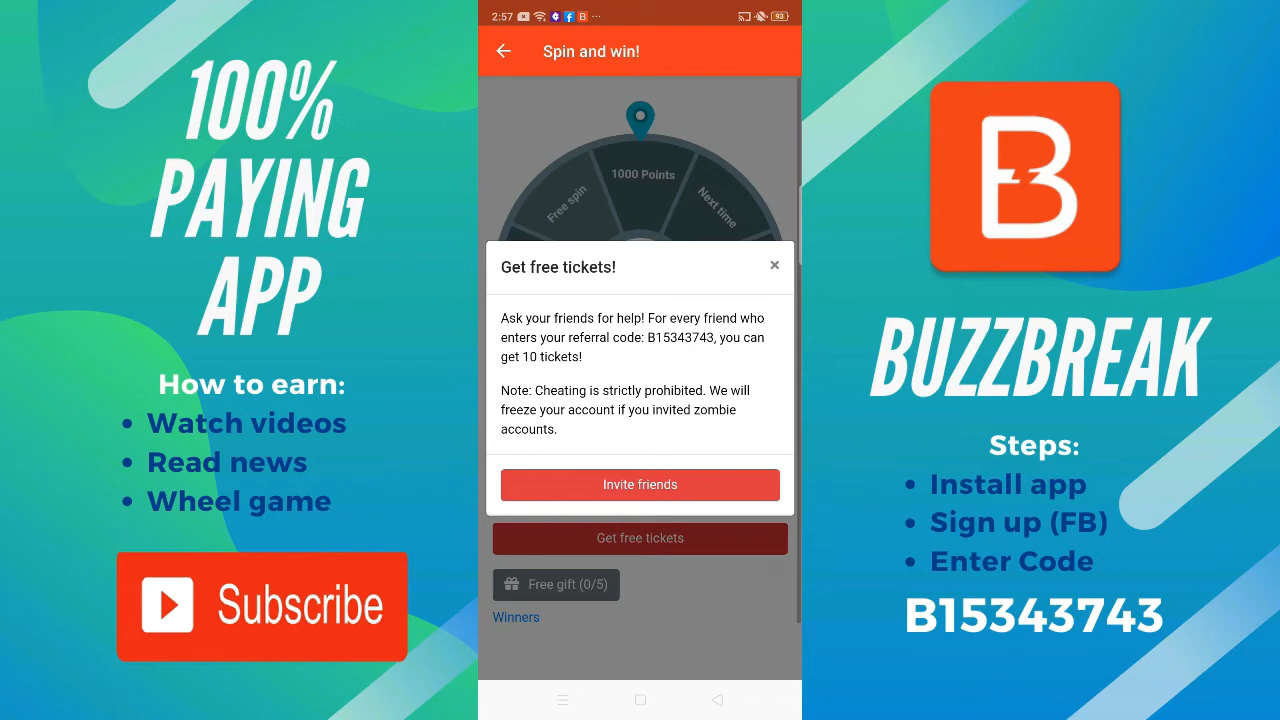 100%
PAYING
APP
How to earn:
• Watch videos
• Read news
• Wheel game
Subscribe
2:57
93
Spin and win!
Free spin
1000 Points
Next time
Get free tickets!
×
Ask your friends for help! For every friend who
enters your referral code: B15343743, you can
get 10 tickets!
Note: Cheating is strictly prohibited. We will
freeze your account if you invited zombie
accounts.
Invite friends
Get free tickets
Free gift (0/5)
Winners
B
BUZZBREAK
Steps:
• Install app
• Sign up (FB)
• Enter Code
B15343743